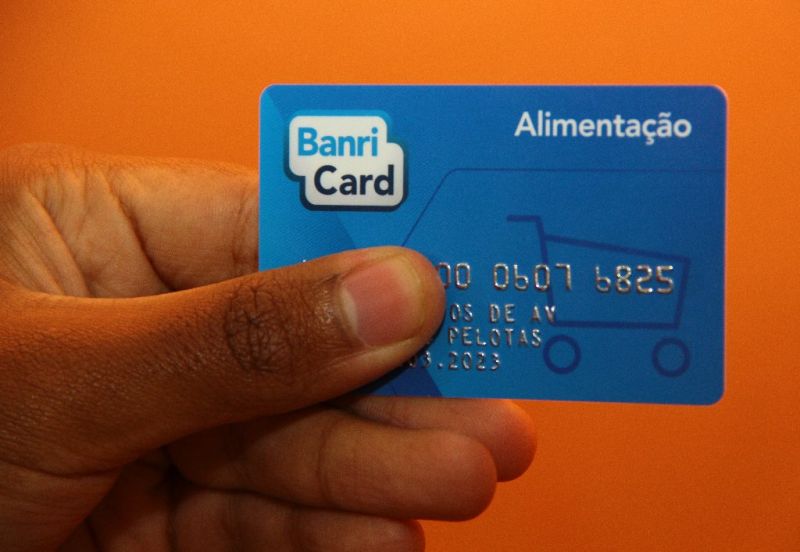 Banri
Card
Alimentação
00 0607 6825
OS DE AV
PELOTAS
03.2023